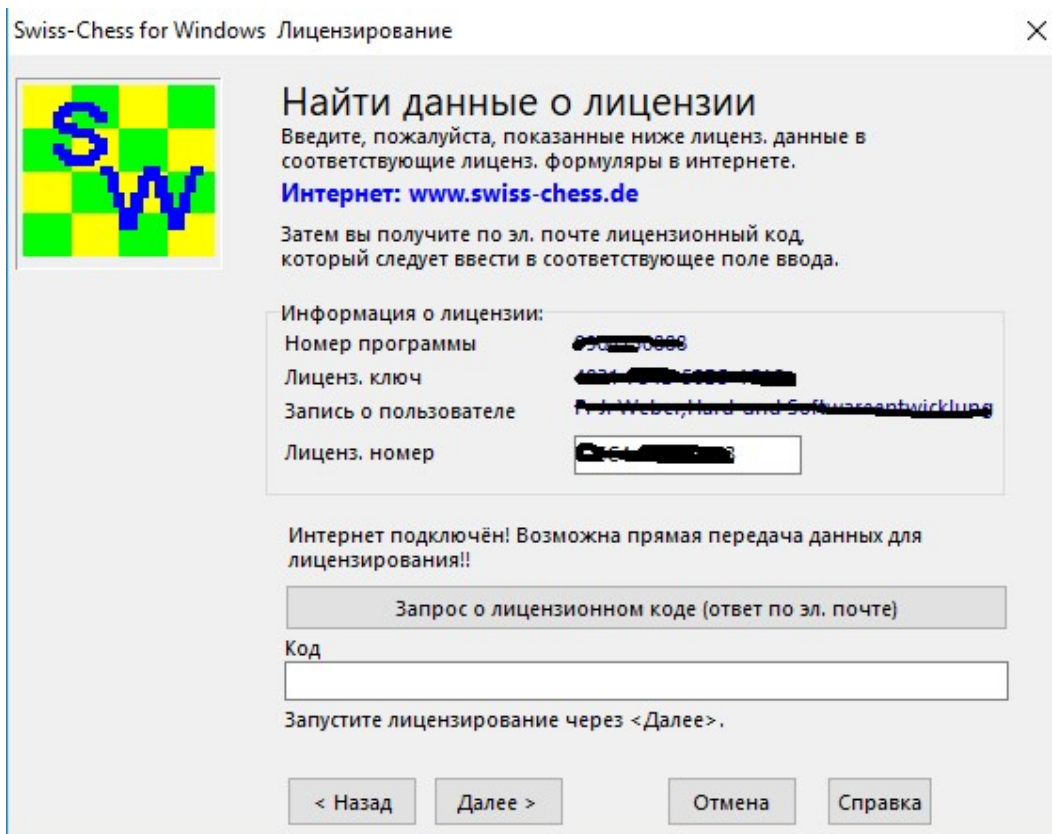 Swiss-Chess for Windows Лицензирование
SW
Найти данные о лицензии
Введите, пожалуйста, показанные ниже лиценз. данные в
соответствующие лиценз. формуляры в интернете.
Интернет: www.swiss-chess.de
Затем вы получите по эл. почте лицензионный код,
который следует ввести в соответствующее поле ввода.
Информация о лицензии:
Номер программы
Лиценз. ключ
Запись о пользователе
Лиценз. номер
Интернет подключён! Возможна прямая передача данных для
лицензирования!!
Запрос о лицензионном коде (ответ по эл. почте)
Код
Запустите лицензирование через <Далее>.
< Назад Далее > Отмена Справка